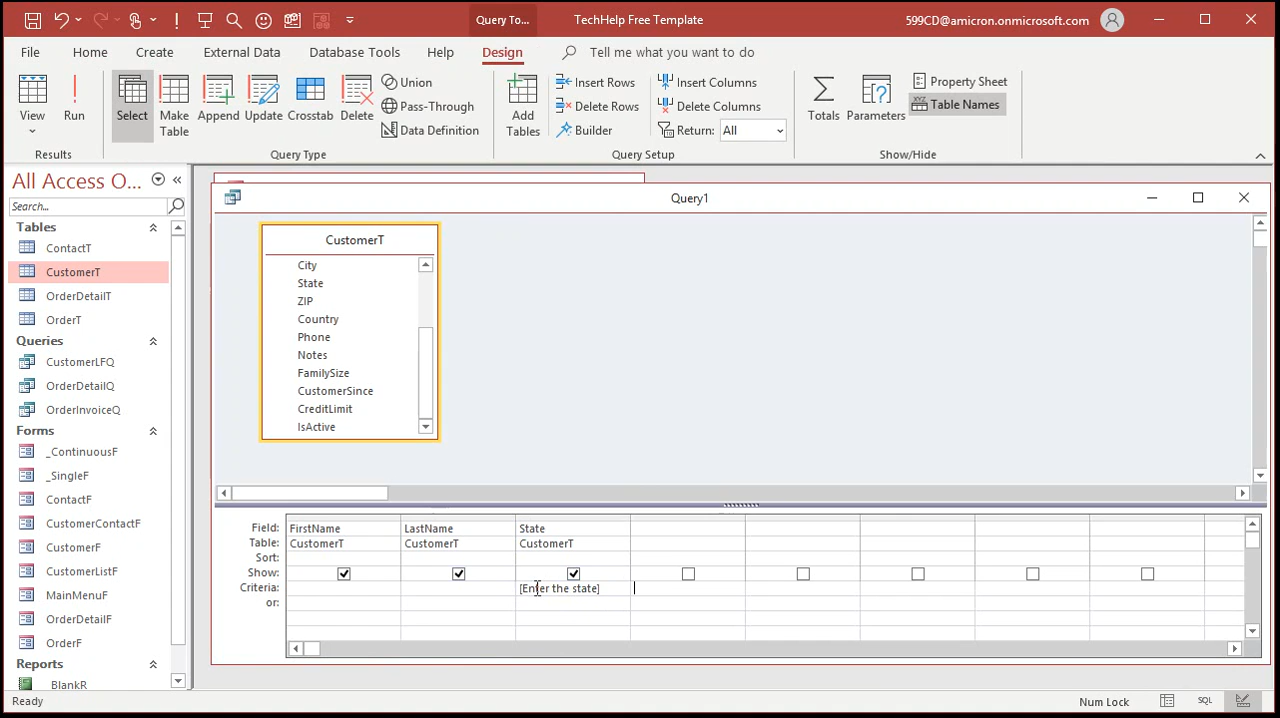 Query To...
TechHelp Free Template
599CD@amicron.onmicrosoft.com
File
Home
Create
External Data
Database Tools
Help
Design
Tell me what you want to do
View
Run
Select
Make Table
Append
Update
Crosstab
Delete
Union
Pass-Through
Data Definition
Add Tables
Insert Rows
Delete Rows
Builder
Insert Columns
Delete Columns
Return: All
Totals
Parameters
Property Sheet
Table Names
Results
Query Type
Query Setup
Show/Hide
All Access O...
Search...
Tables
ContactT
CustomerT
OrderDetailT
OrderT
Queries
CustomerLFQ
OrderDetailQ
OrderInvoiceQ
Forms
_ContinuousF
_SingleF
ContactF
CustomerContactF
CustomerF
CustomerListF
MainMenuF
OrderDetailF
OrderF
Reports
BlankR
Query1
CustomerT
City
State
ZIP
Country
Phone
Notes
FamilySize
CustomerSince
CreditLimit
IsActive
Field: FirstName LastName State
Table: CustomerT CustomerT CustomerT
Sort:
Show:
Criteria: [Enter the state]
or:
Ready
Num Lock
SQL